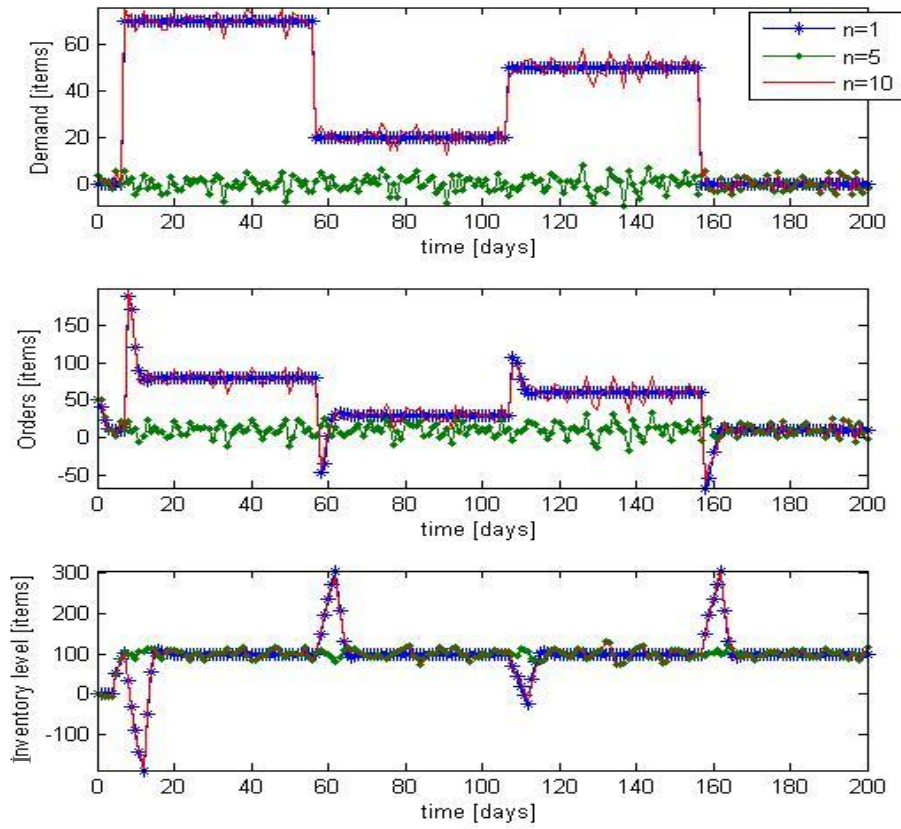 Demand [items]
60
40
20
0
0 20 40 60 80 100 120 140 160 180 200
time [days]
n=1
n=5
n=10
Orders [items]
150
100
50
0
-50
0 20 40 60 80 100 120 140 160 180 200
time [days]
Inventory level [items]
300
200
100
0
-100
0 20 40 60 80 100 120 140 160 180 200
time [days]